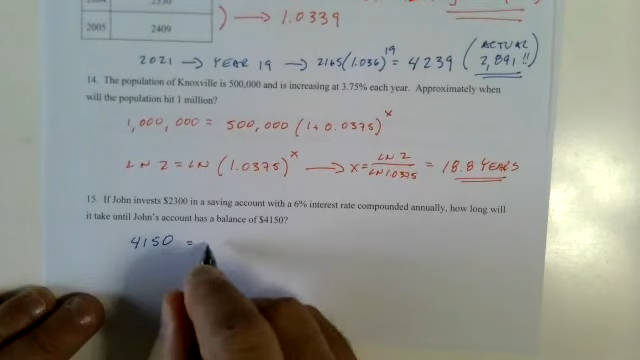 2004 2350
2005 2409
) → 1.0339
2021 → YEAR 19 → 2165(1.036)^19 = 4239 (ACTUAL 2,891!!)
14. The population of Knoxville is 500,000 and is increasing at 3.75% each year. Approximately when
will the population hit 1 million?
1,000,000 = 500,000 (1+0.0375)^x
LN 2 = LN (1.0375)^x → X = LN 2 / LN 1.0375 = 18.8 YEARS
15. If John invests $2300 in a saving account with a 6% interest rate compounded annually, how long will
it take until John's account has a balance of $4150?
4150 =